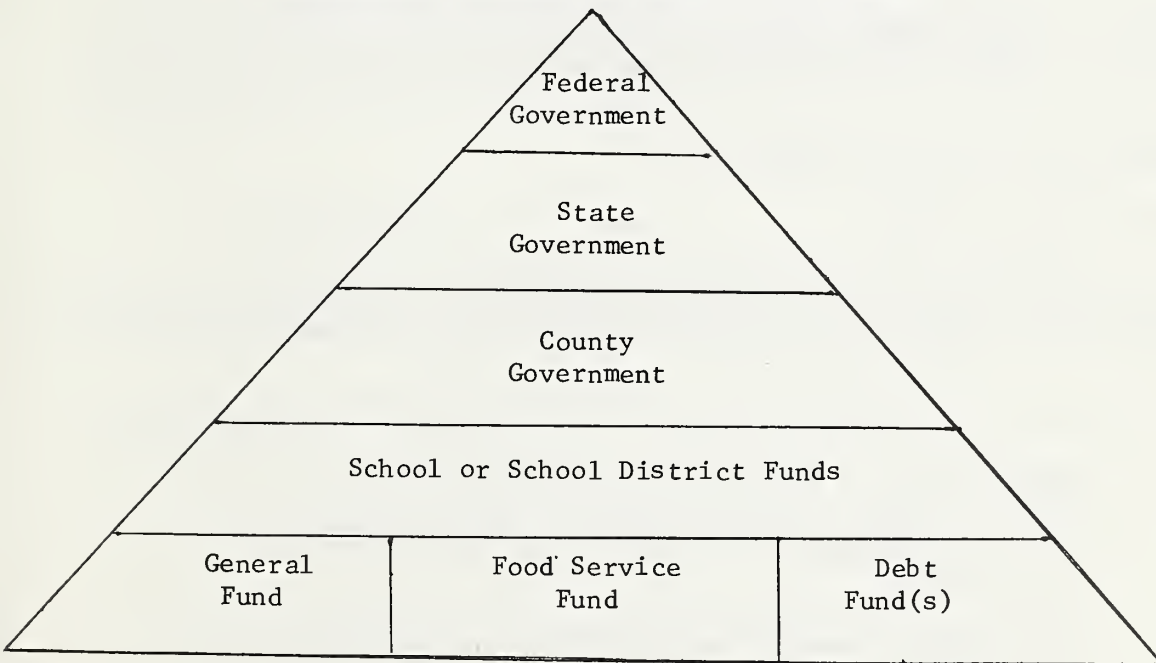 Federal
Government
State
Government
County
Government
School or School District Funds
General
Fund
Food Service
Fund
Debt
Fund(s)